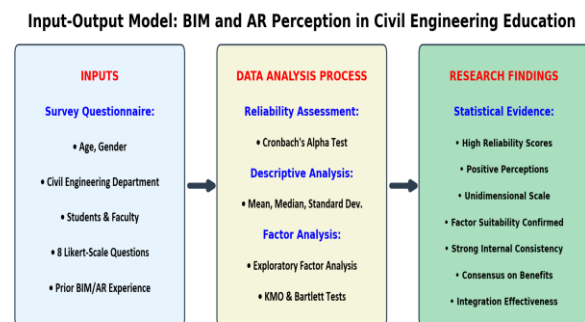 Input-Output Model: BIM and AR Perception in Civil Engineering Education
INPUTS
Survey Questionnaire:
• Age, Gender
• Civil Engineering Department
• Students & Faculty
• 8 Likert-Scale Questions
• Prior BIM/AR Experience
DATA ANALYSIS PROCESS
Reliability Assessment:
• Cronbach's Alpha Test
Descriptive Analysis:
• Mean, Median, Standard Dev.
Factor Analysis:
• Exploratory Factor Analysis
• KMO & Bartlett Tests
RESEARCH FINDINGS
Statistical Evidence:
• High Reliability Scores
• Positive Perceptions
• Unidimensional Scale
• Factor Suitability Confirmed
• Strong Internal Consistency
• Consensus on Benefits
• Integration Effectiveness